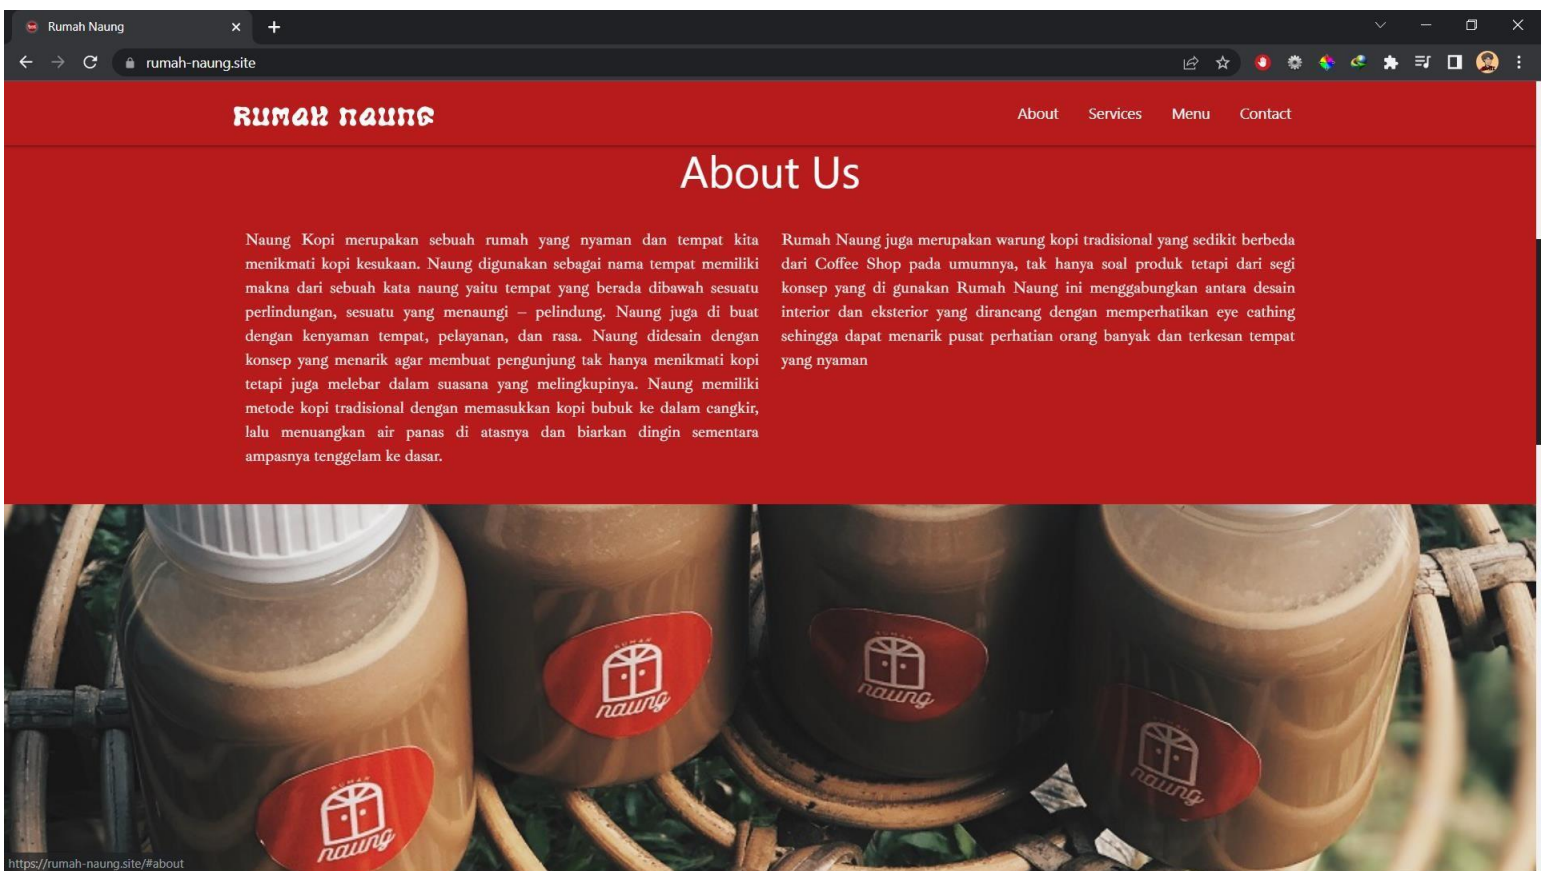 Rumah Naung
rumah-naung.site
RUMAH NAUNG
About Services Menu Contact
About Us
Naung Kopi merupakan sebuah rumah yang nyaman dan tempat kita
menikmati kopi kesukaan. Naung digunakan sebagai nama tempat memiliki
makna dari sebuah kata naung yaitu tempat yang berada dibawah sesuatu
perlindungan, sesuatu yang menaungi – pelindung. Naung juga di buat
dengan kenyaman tempat, pelayanan, dan rasa. Naung didesain dengan
konsep yang menarik agar membuat pengunjung tak hanya menikmati kopi
tetapi juga melebar dalam suasana yang melingkupinya. Naung memiliki
metode kopi tradisional dengan memasukkan kopi bubuk ke dalam cangkir,
lalu menuangkan air panas di atasnya dan biarkan dingin sementara
ampasnya tenggelam ke dasar.
Rumah Naung juga merupakan warung kopi tradisional yang sedikit berbeda
dari Coffee Shop pada umumnya, tak hanya soal produk tetapi dari segi
konsep yang di gunakan Rumah Naung ini menggabungkan antara desain
interior dan eksterior yang dirancang dengan memperhatikan eye cathing
sehingga dapat menarik pusat perhatian orang banyak dan terkesan tempat
yang nyaman
RUMAH
naung
RUMAH
naung
RUMAH
naung
RUMAH
naung
https://rumah-naung.site/#about